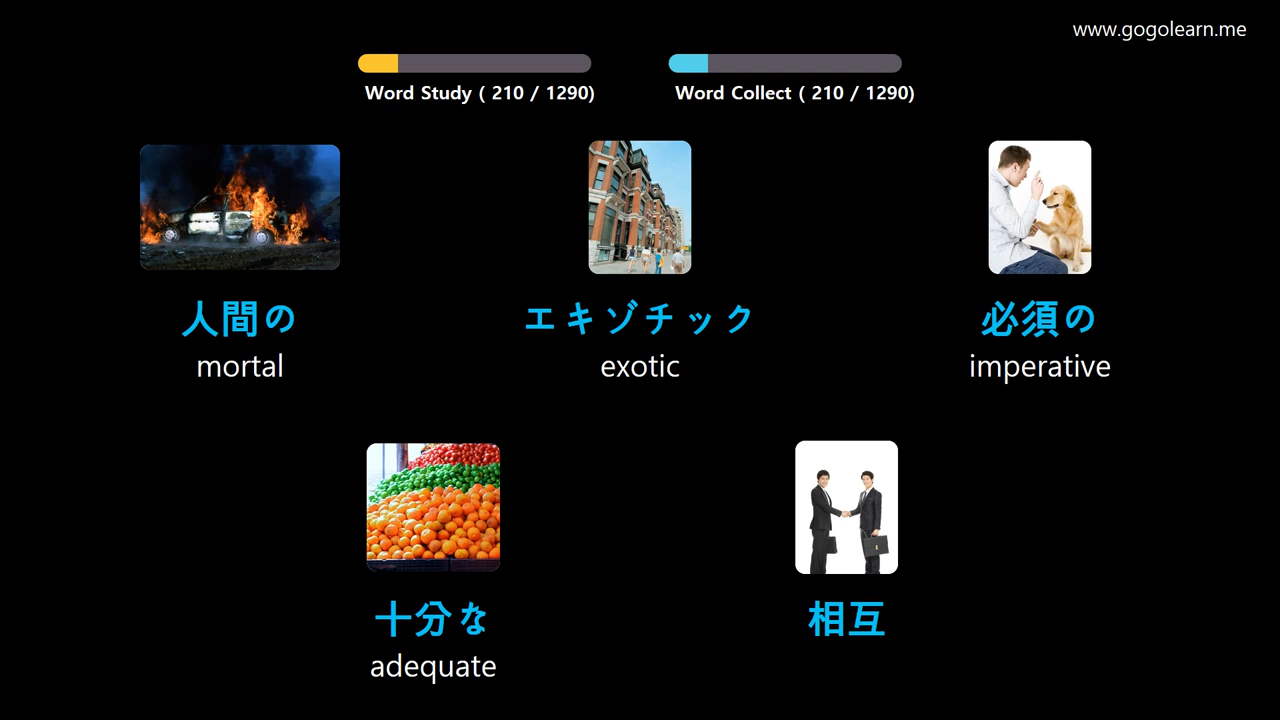 www.gogolearn.me
Word Study ( 210 / 1290)
Word Collect ( 210 / 1290)
人間の
mortal
エキゾチック
exotic
必須の
imperative
十分な
adequate
相互